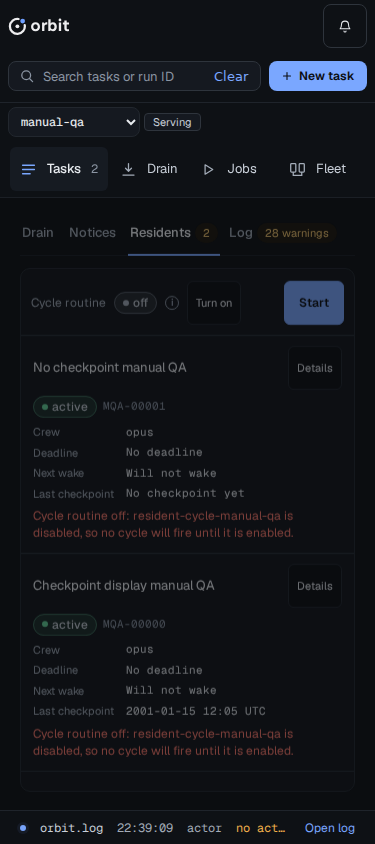 orbit
Search tasks or run ID Clear
+ New task
manual-qa Serving
Tasks 2 Drain Jobs Fleet
Drain Notices Residents 2 Log 28 warnings
Cycle routine off i Turn on Start
No checkpoint manual QA Details
active MQA-00001
Crew opus
Deadline No deadline
Next wake Will not wake
Last checkpoint No checkpoint yet
Cycle routine off: resident-cycle-manual-qa is
disabled, so no cycle will fire until it is enabled.
Checkpoint display manual QA Details
active MQA-00000
Crew opus
Deadline No deadline
Next wake Will not wake
Last checkpoint 2001-01-15 12:05 UTC
Cycle routine off: resident-cycle-manual-qa is
disabled, so no cycle will fire until it is enabled.
orbit.log 22:39:09 actor no act… Open log